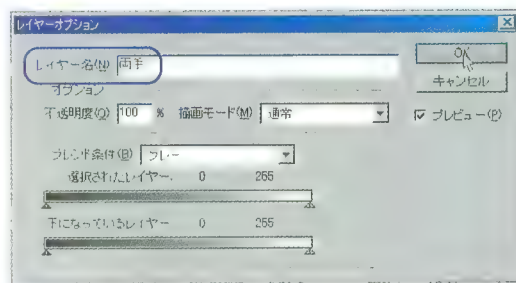 レイヤーオプション
レイヤー名(N) 両手
OK
キャンセル
オプション
不透明度(O) 100 % 描画モード(M) 通常
プレビュー(P)
ブレンド条件(B) グレー
選択されたレイヤー: 0 255
下になっているレイヤー 0 255